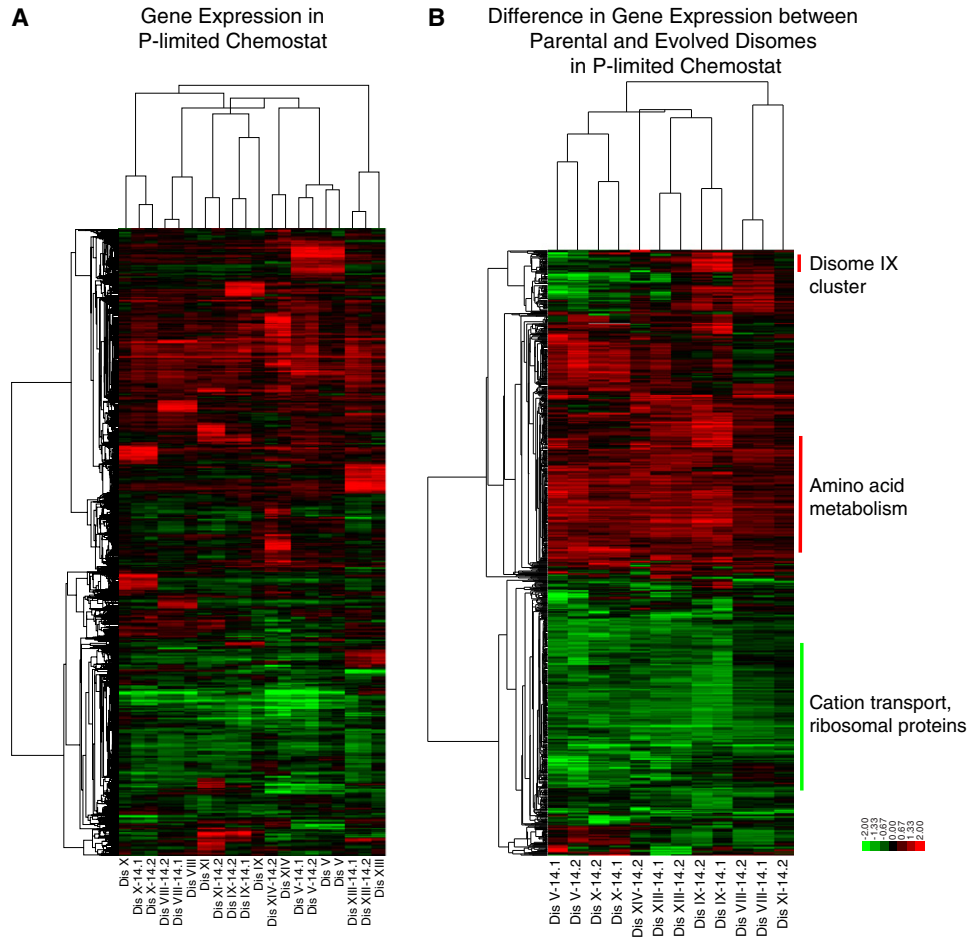 A
Gene Expression in
P-limited Chemostat
B
Difference in Gene Expression between
Parental and Evolved Disomes
in P-limited Chemostat
Disome IX
cluster
Amino acid
metabolism
Cation transport,
ribosomal proteins
-2.00
-1.33
-0.67
0.00
0.67
1.33
2.00
Dis X
Dis X-14.1
Dis X-14.2
Dis VIII-14.2
Dis VIII-14.1
Dis VIII
Dis XI
Dis XI-14.2
Dis IX-14.2
Dis IX-14.1
Dis IX
Dis XIV-14.2
Dis XIV
Dis V-14.1
Dis V-14.2
Dis V
Dis V
Dis XIII-14.1
Dis XIII-14.2
Dis XIII
Dis V-14.1
Dis V-14.2
Dis X-14.2
Dis X-14.1
Dis XIV-14.2
Dis XIII-14.1
Dis XIII-14.2
Dis IX-14.2
Dis IX-14.1
Dis VIII-14.2
Dis VIII-14.1
Dis XI-14.2